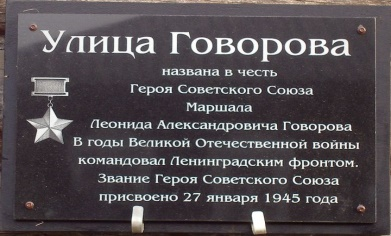 Улица Говорова
названа в честь
Героя Советского Союза
Маршала
Леонида Александровича Говорова
В годы Великой Отечественной войны
командовал Ленинградским фронтом.
Звание Героя Советского Союза
присвоено 27 января 1945 года